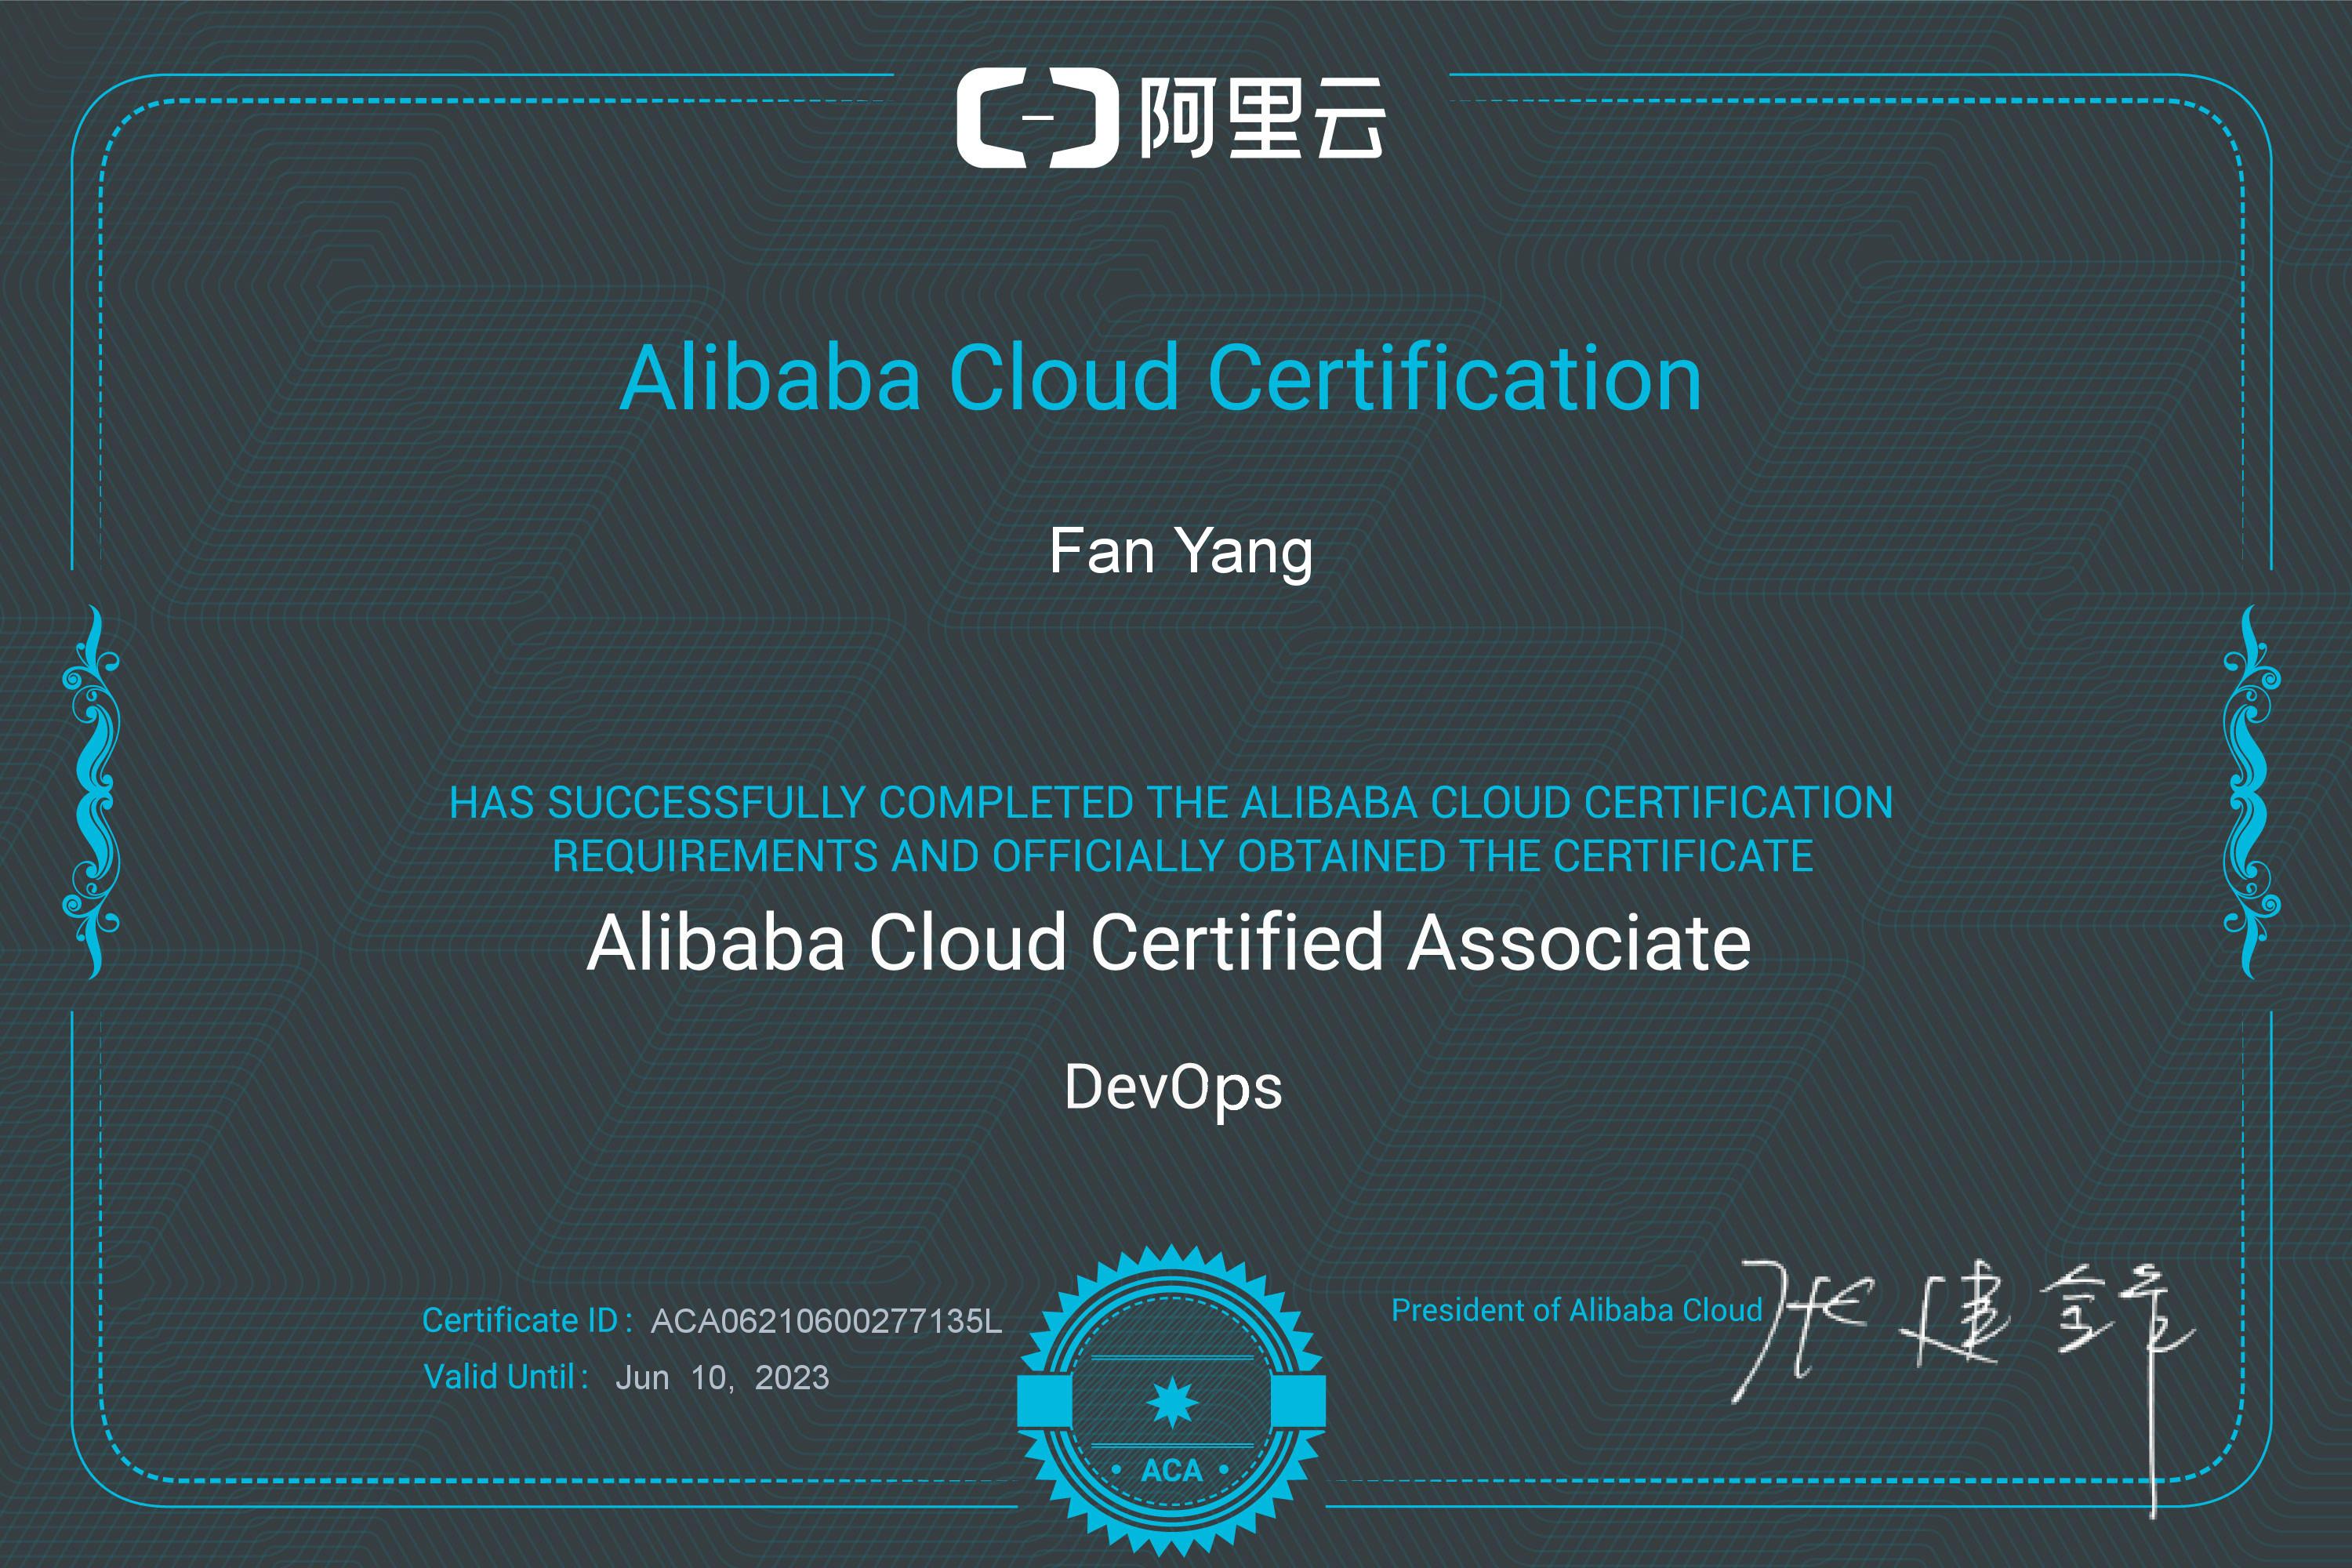 阿里云
Alibaba Cloud Certification
Fan Yang
HAS SUCCESSFULLY COMPLETED THE ALIBABA CLOUD CERTIFICATION
REQUIREMENTS AND OFFICIALLY OBTAINED THE CERTIFICATE
Alibaba Cloud Certified Associate
DevOps
Certificate ID : ACA06210600277135L
Valid Until : Jun 10, 2023
ACA
President of Alibaba Cloud 张建锋